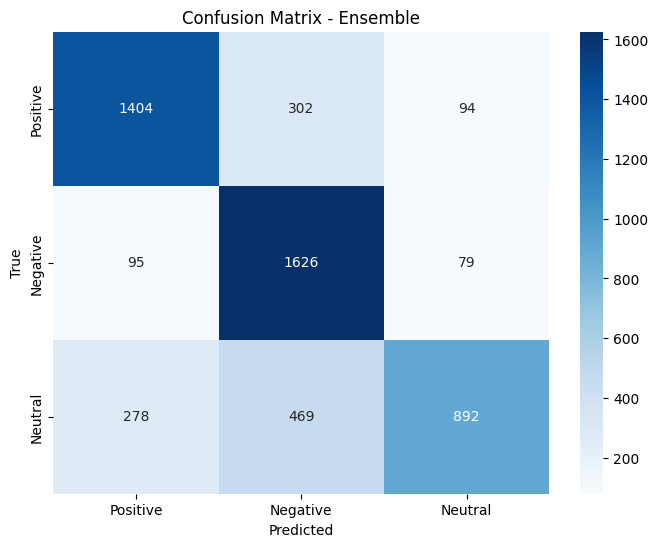 Confusion Matrix - Ensemble
1600
1400
1200
1000
800
600
400
200
True
Positive
1404 302 94
Negative
95 1626 79
Neutral
278 469 892
Positive Negative Neutral
Predicted